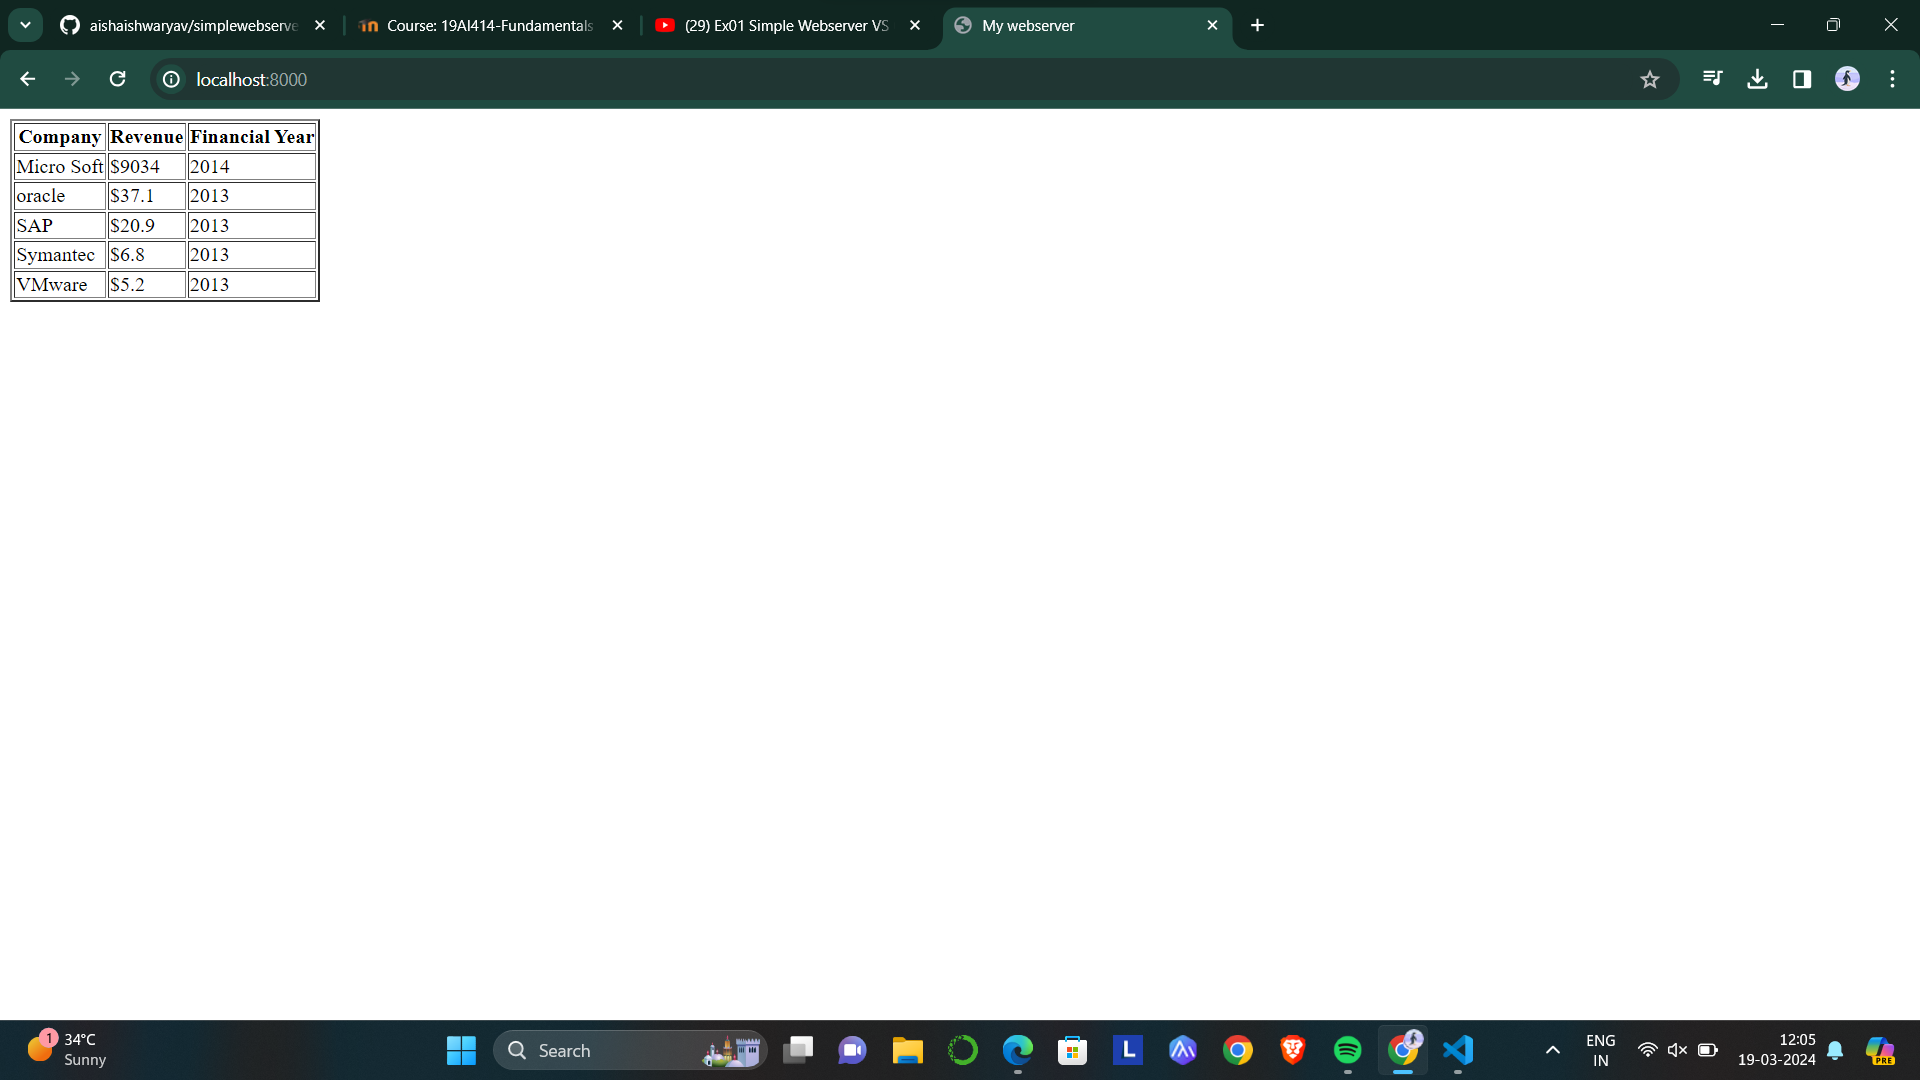 aishaishwaryav/simplewebserve
Course: 19AI414-Fundamentals
(29) Ex01 Simple Webserver VS
My webserver
localhost:8000
Company Revenue Financial Year
Micro Soft $9034 2014
oracle $37.1 2013
SAP $20.9 2013
Symantec $6.8 2013
VMware $5.2 2013
1
34°C
Sunny
Search
L
ENG
IN
12:05
19-03-2024
PRE